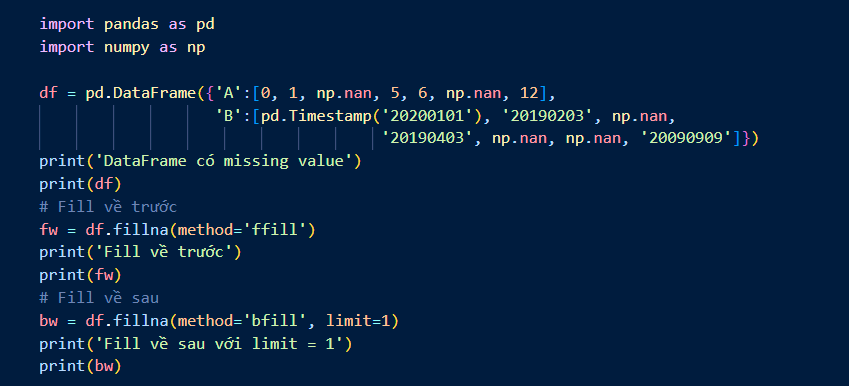 import pandas as pd
import numpy as np
df = pd.DataFrame({'A':[0, 1, np.nan, 5, 6, np.nan, 12],
'B':[pd.Timestamp('20200101'), '20190203', np.nan,
'20190403', np.nan, np.nan, '20090909']})
print('DataFrame có missing value')
print(df)
# Fill về trước
fw = df.fillna(method='ffill')
print('Fill về trước')
print(fw)
# Fill về sau
bw = df.fillna(method='bfill', limit=1)
print('Fill về sau với limit = 1')
print(bw)